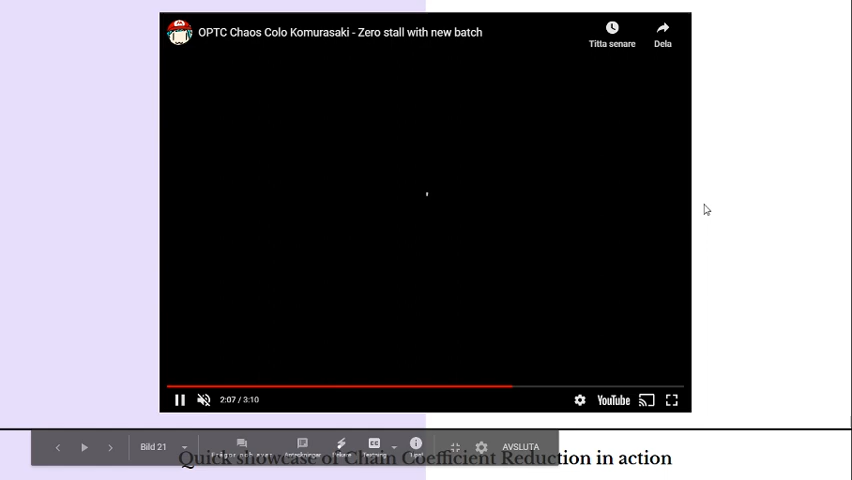 OPTC Chaos Colo Komurasaki - Zero stall with new batch
Titta senare
Dela
2:07 / 3:10
YouTube
Bild 21
CC
AVSLUTA
Quick showcase of Chain Coefficient Reduction in action